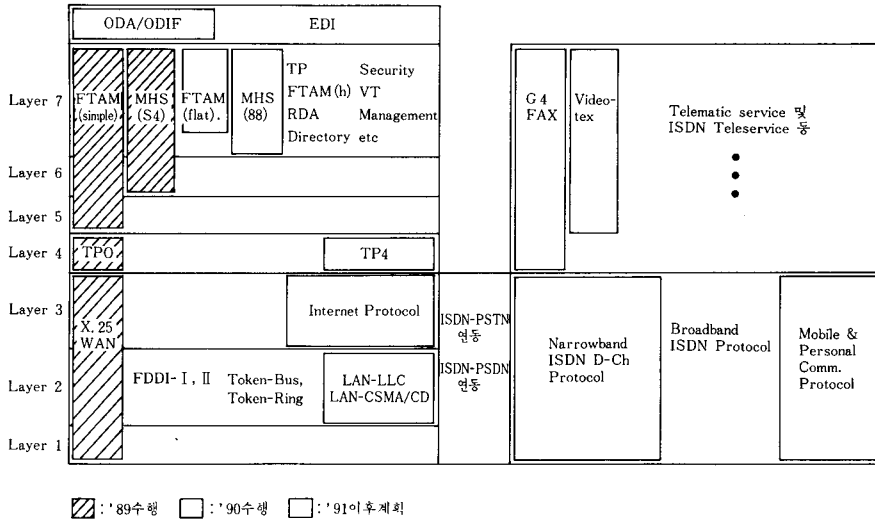 ODA/ODIF EDI
Layer 7
FTAM
(simple)
MHS
(S4)
FTAM
(flat).
MHS
(88)
TP Security
FTAM(h) VT
RDA Management
Directory etc
G4
FAX
Video-
tex
Telematic service 및
ISDN Teleservice 등
Layer 6
Layer 5
Layer 4
TP0
TP4
Layer 3
X.25
WAN
Internet Protocol
ISDN-PSTN
연동
Narrowband
ISDN D-Ch
Protocol
Broadband
ISDN Protocol
Mobile &
Personal
Comm.
Protocol
Layer 2
FDDI-Ⅰ,Ⅱ
Token-Bus,
Token-Ring
LAN-LLC
LAN-CSMA/CD
ISDN-PSDN
연동
Layer 1
:'89수행 :'90수행 :'91이후계획